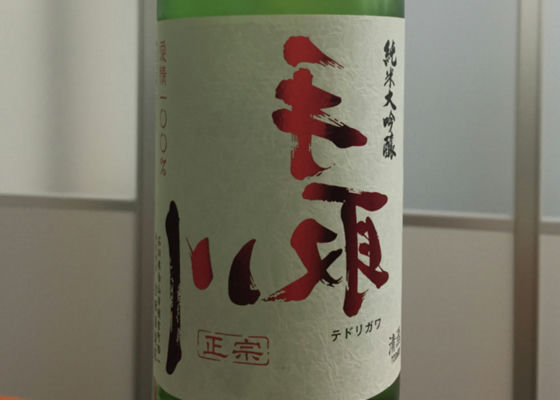 純米大吟醸
手取川
テドリガワ
正宗
愛情一〇〇%
清酒